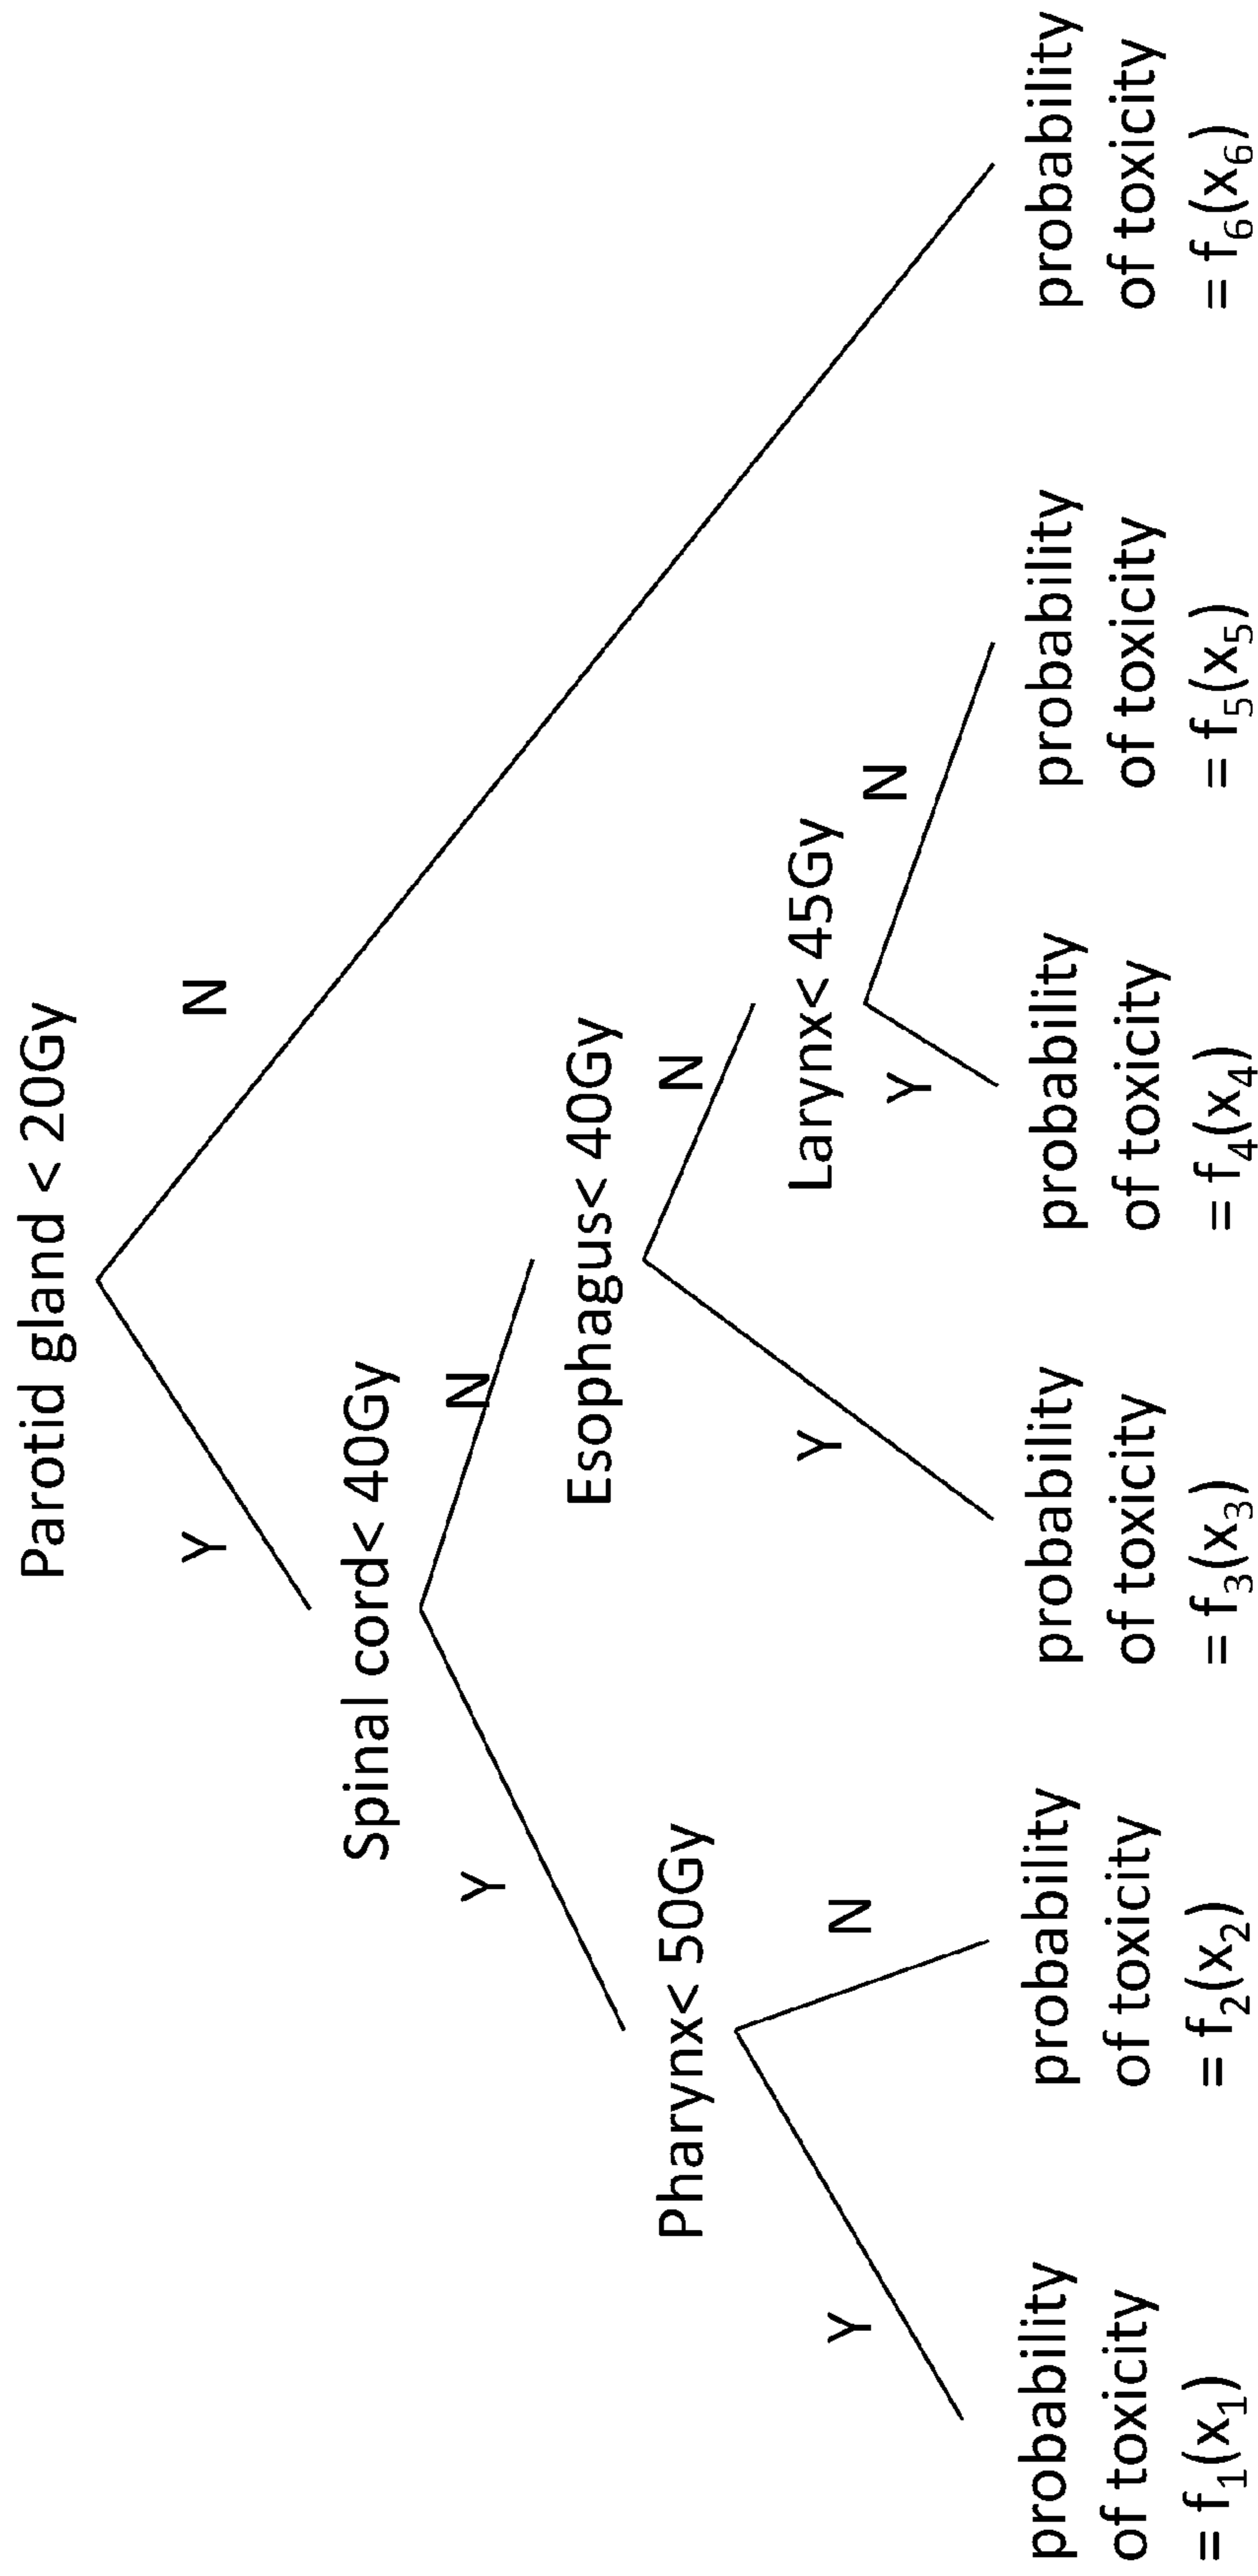 Parotid gland < 20Gy
Y
N
Spinal cord< 40Gy
Y
N
Esophagus< 40Gy
Y
N
Pharynx< 50Gy
Y
N
Larynx< 45Gy
Y
N
probability
of toxicity
= f₁(x₁)
probability
of toxicity
= f₂(x₂)
probability
of toxicity
= f₃(x₃)
probability
of toxicity
= f₄(x₄)
probability
of toxicity
= f₅(x₅)
probability
of toxicity
= f₆(x₆)